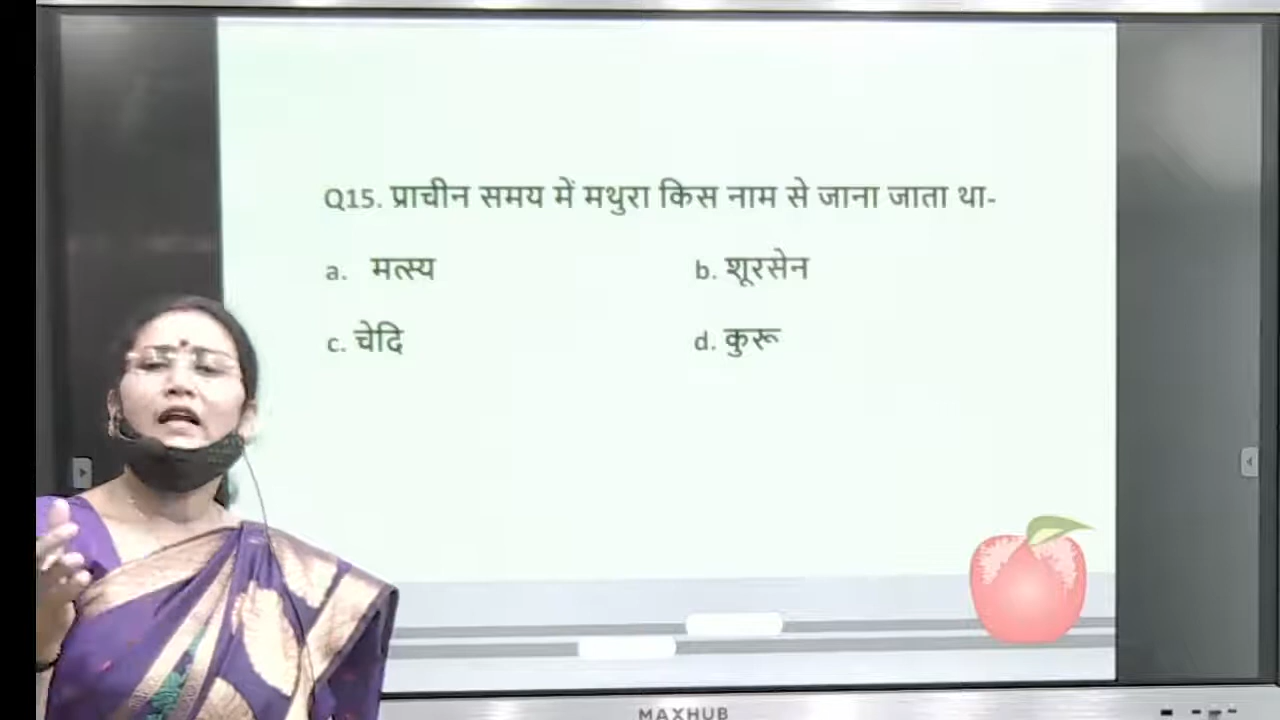 Q15. प्राचीन समय में मथुरा किस नाम से जाना जाता था-
a. मत्स्य b. शूरसेन
c. चेदि d. कुरू
MAXHUB